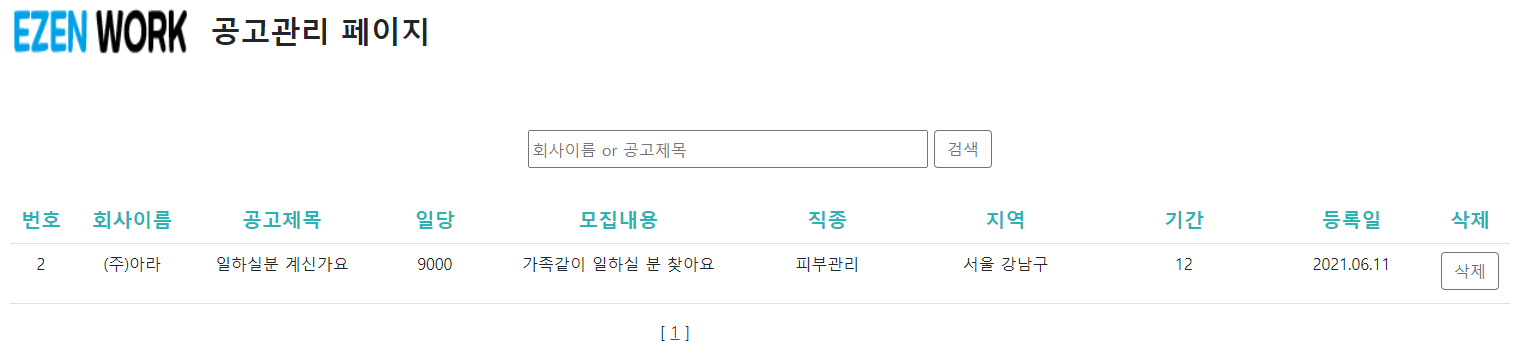 EZEN WORK 공고관리 페이지
회사이름 or 공고제목 검색
번호 회사이름 공고제목 일당 모집내용 직종 지역 기간 등록일 삭제
2 (주)아라 일하실분 계신가요 9000 가족같이 일하실 분 찾아요 피부관리 서울 강남구 12 2021.06.11 삭제
[ 1 ]